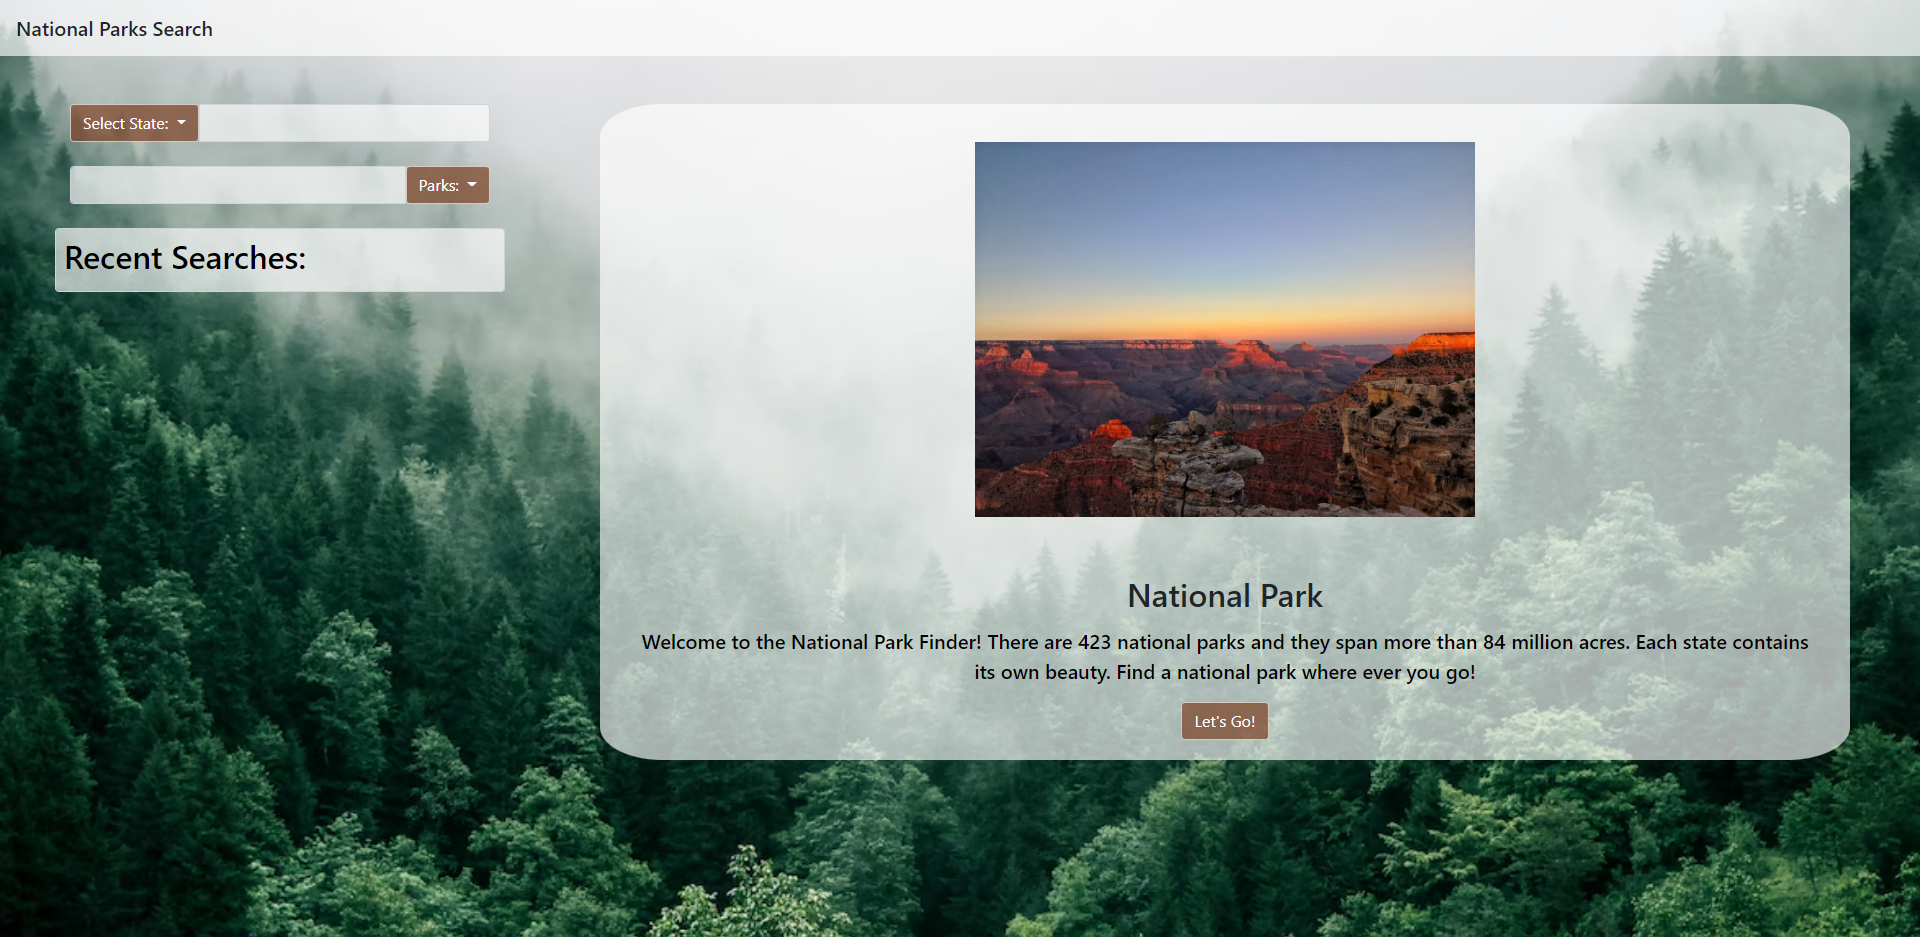 National Parks Search
Select State:
Parks:
Recent Searches:
National Park
Welcome to the National Park Finder! There are 423 national parks and they span more than 84 million acres. Each state contains
its own beauty. Find a national park where ever you go!
Let's Go!